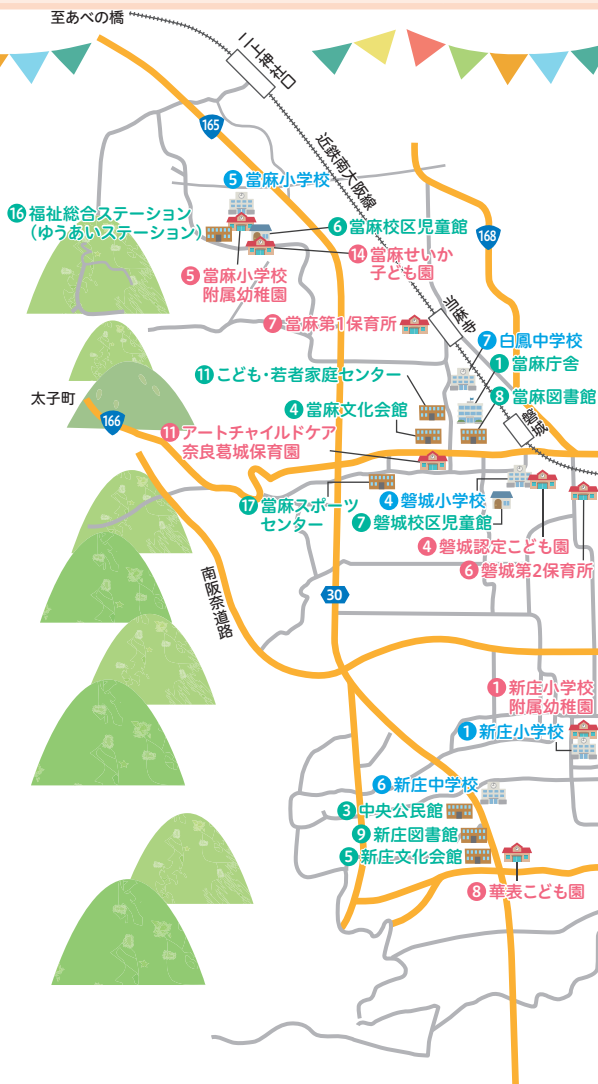 至あべの橋
二上神社口
165
近鉄南大阪線
5 當麻小学校
16 福祉総合ステーション
(ゆうあいステーション)
6 當麻校区児童館
168
14 當麻せいか
子ども園
5 當麻小学校
附属幼稚園
7 當麻第1保育所
当麻寺
7 白鳳中学校
1 當麻庁舎
11 こども・若者家庭センター
8 當麻図書館
太子町
4 當麻文化会館
166
磐城
11 アートチャイルドケア
奈良葛城保育園
17 當麻スポーツ
センター
4 磐城小学校
7 磐城校区児童館
4 磐城認定こども園
6 磐城第2保育所
南阪奈道路
30
1 新庄小学校
附属幼稚園
1 新庄小学校
6 新庄中学校
3 中央公民館
9 新庄図書館
5 新庄文化会館
8 華表こども園